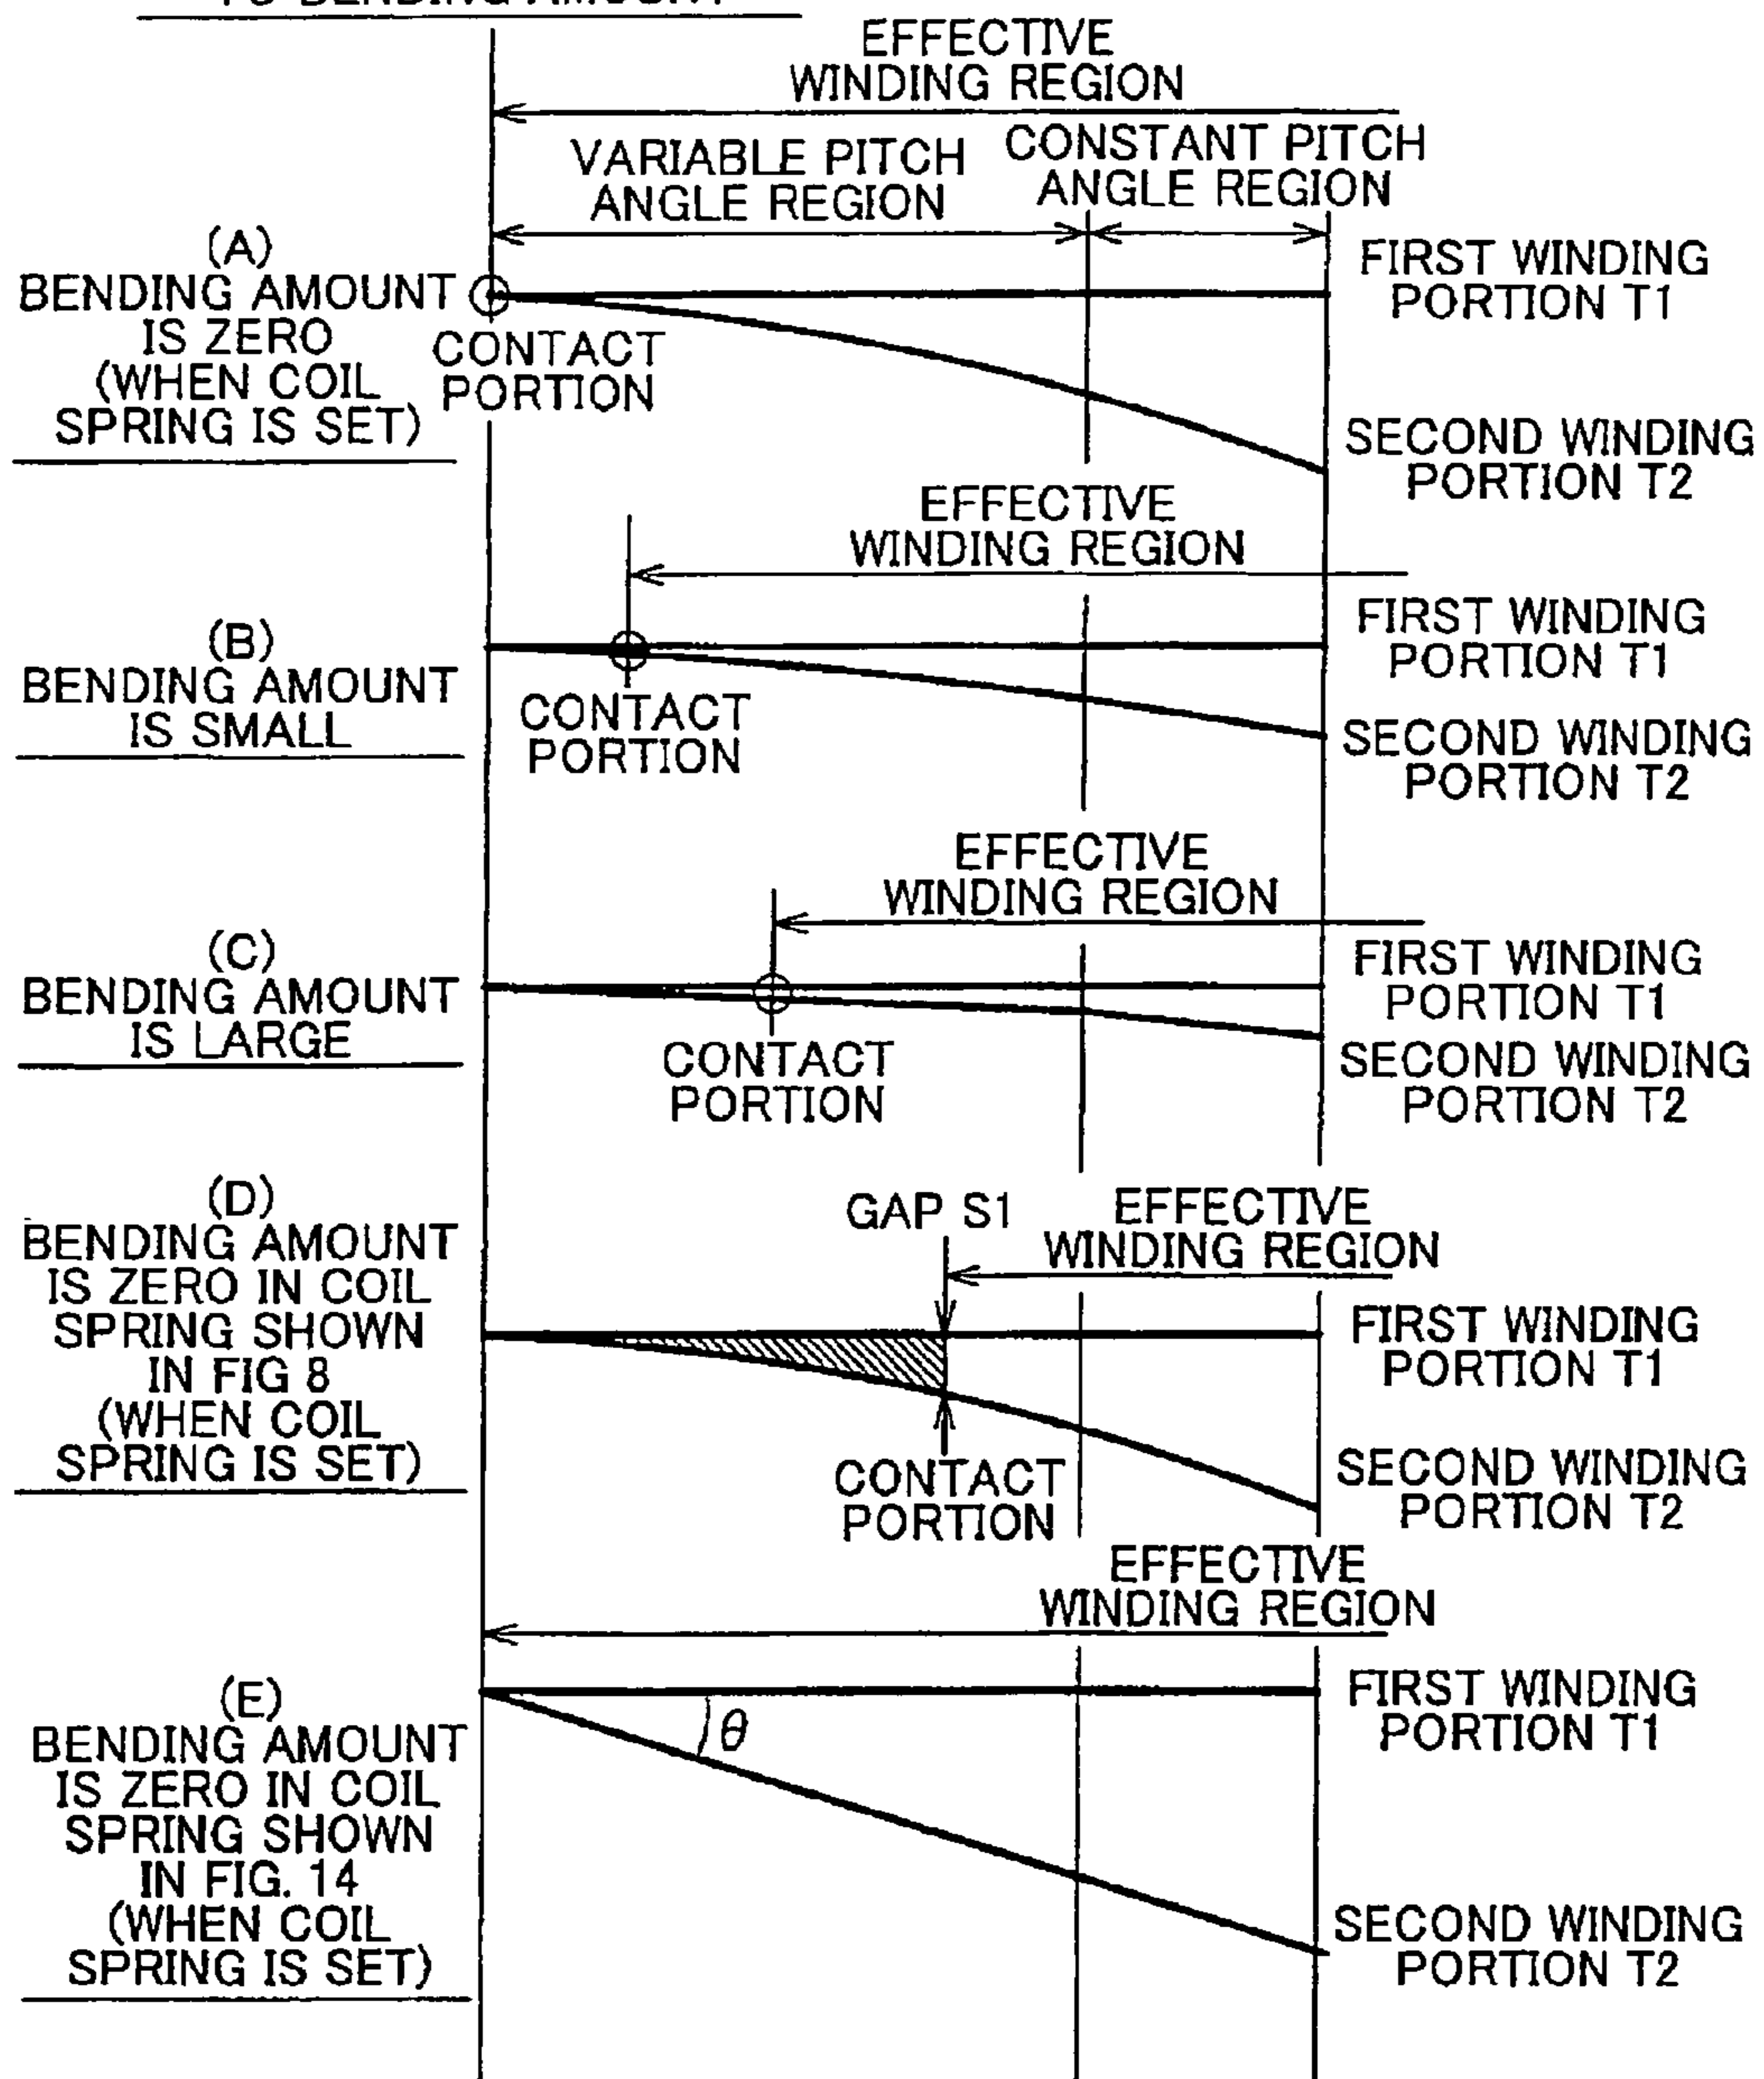 TO BENDING AMOUNT
EFFECTIVE
WINDING REGION
VARIABLE PITCH
ANGLE REGION
CONSTANT PITCH
ANGLE REGION
(A)
BENDING AMOUNT
IS ZERO
(WHEN COIL
SPRING IS SET)
CONTACT
PORTION
FIRST WINDING
PORTION T1
SECOND WINDING
PORTION T2
EFFECTIVE
WINDING REGION
(B)
BENDING AMOUNT
IS SMALL
CONTACT
PORTION
FIRST WINDING
PORTION T1
SECOND WINDING
PORTION T2
EFFECTIVE
WINDING REGION
(C)
BENDING AMOUNT
IS LARGE
CONTACT
PORTION
FIRST WINDING
PORTION T1
SECOND WINDING
PORTION T2
(D)
BENDING AMOUNT
IS ZERO IN COIL
SPRING SHOWN
IN FIG 8
(WHEN COIL
SPRING IS SET)
GAP S1
EFFECTIVE
WINDING REGION
CONTACT
PORTION
FIRST WINDING
PORTION T1
SECOND WINDING
PORTION T2
EFFECTIVE
WINDING REGION
(E)
BENDING AMOUNT
IS ZERO IN COIL
SPRING SHOWN
IN FIG. 14
(WHEN COIL
SPRING IS SET)
θ
FIRST WINDING
PORTION T1
SECOND WINDING
PORTION T2